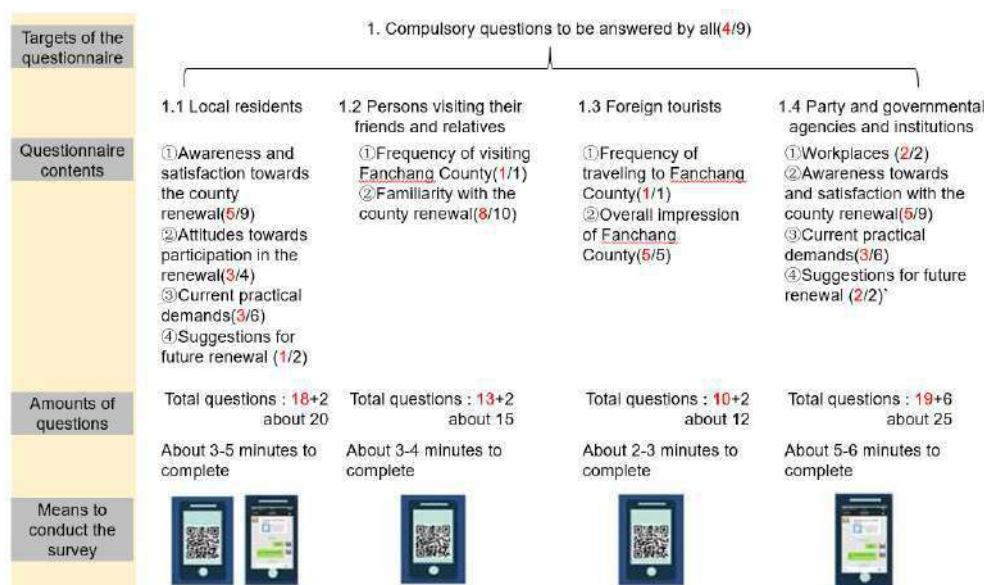 Targets of the
questionnaire
1. Compulsory questions to be answered by all(4/9)
1.1 Local residents
1.2 Persons visiting their
friends and relatives
1.3 Foreign tourists
1.4 Party and governmental
agencies and institutions
Questionnaire
contents
①Awareness and
satisfaction towards
the county
renewal(5/9)
②Attitudes towards
participation in the
renewal(3/4)
③Current practical
demands(3/6)
④Suggestions for
future renewal (1/2)
①Frequency of visiting
Fanchang County(1/1)
②Familiarity with the
county renewal(8/10)
①Frequency of
traveling to Fanchang
County(1/1)
②Overall impression
of Fanchang
County(5/5)
①Workplaces (2/2)
②Awareness towards
and satisfaction with the
county renewal(5/9)
③Current practical
demands(3/6)
④Suggestions for future
renewal (2/2)`
Amounts of
questions
Total questions : 18+2
about 20
Total questions : 13+2
about 15
Total questions : 10+2
about 12
Total questions : 19+6
about 25
About 3-5 minutes to
complete
About 3-4 minutes to
complete
About 2-3 minutes to
complete
About 5-6 minutes to
complete
Means to
conduct the
survey